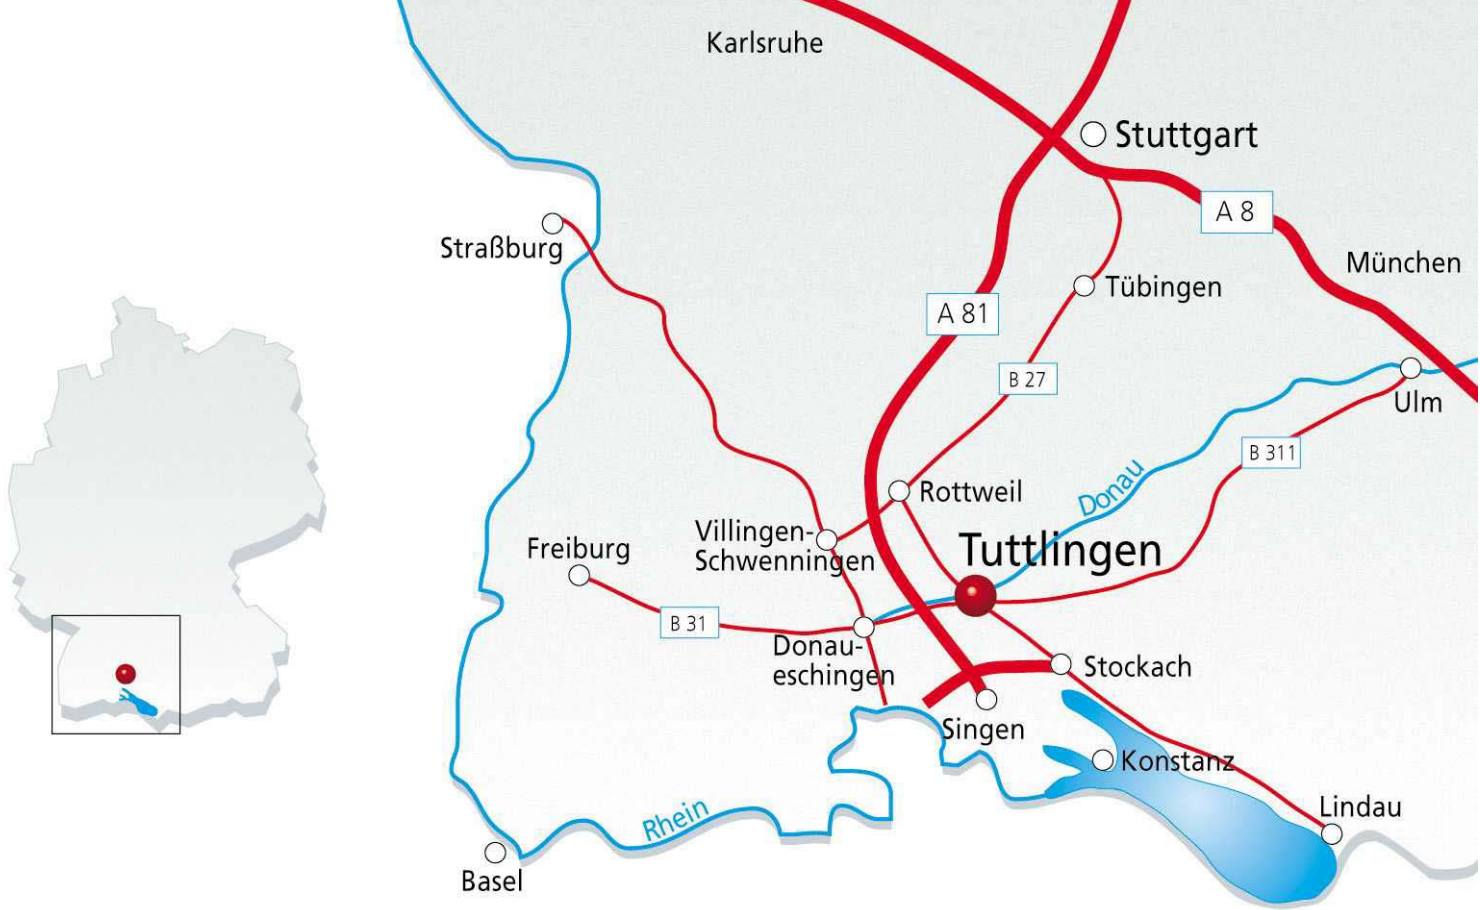 Karlsruhe
Stuttgart
A 8
Straßburg
München
Tübingen
A 81
B 27
Ulm
B 311
Donau
Rottweil
Villingen-
Schwenningen
Freiburg
Tuttlingen
B 31
Donau-
eschingen
Stockach
Singen
Konstanz
Lindau
Rhein
Basel